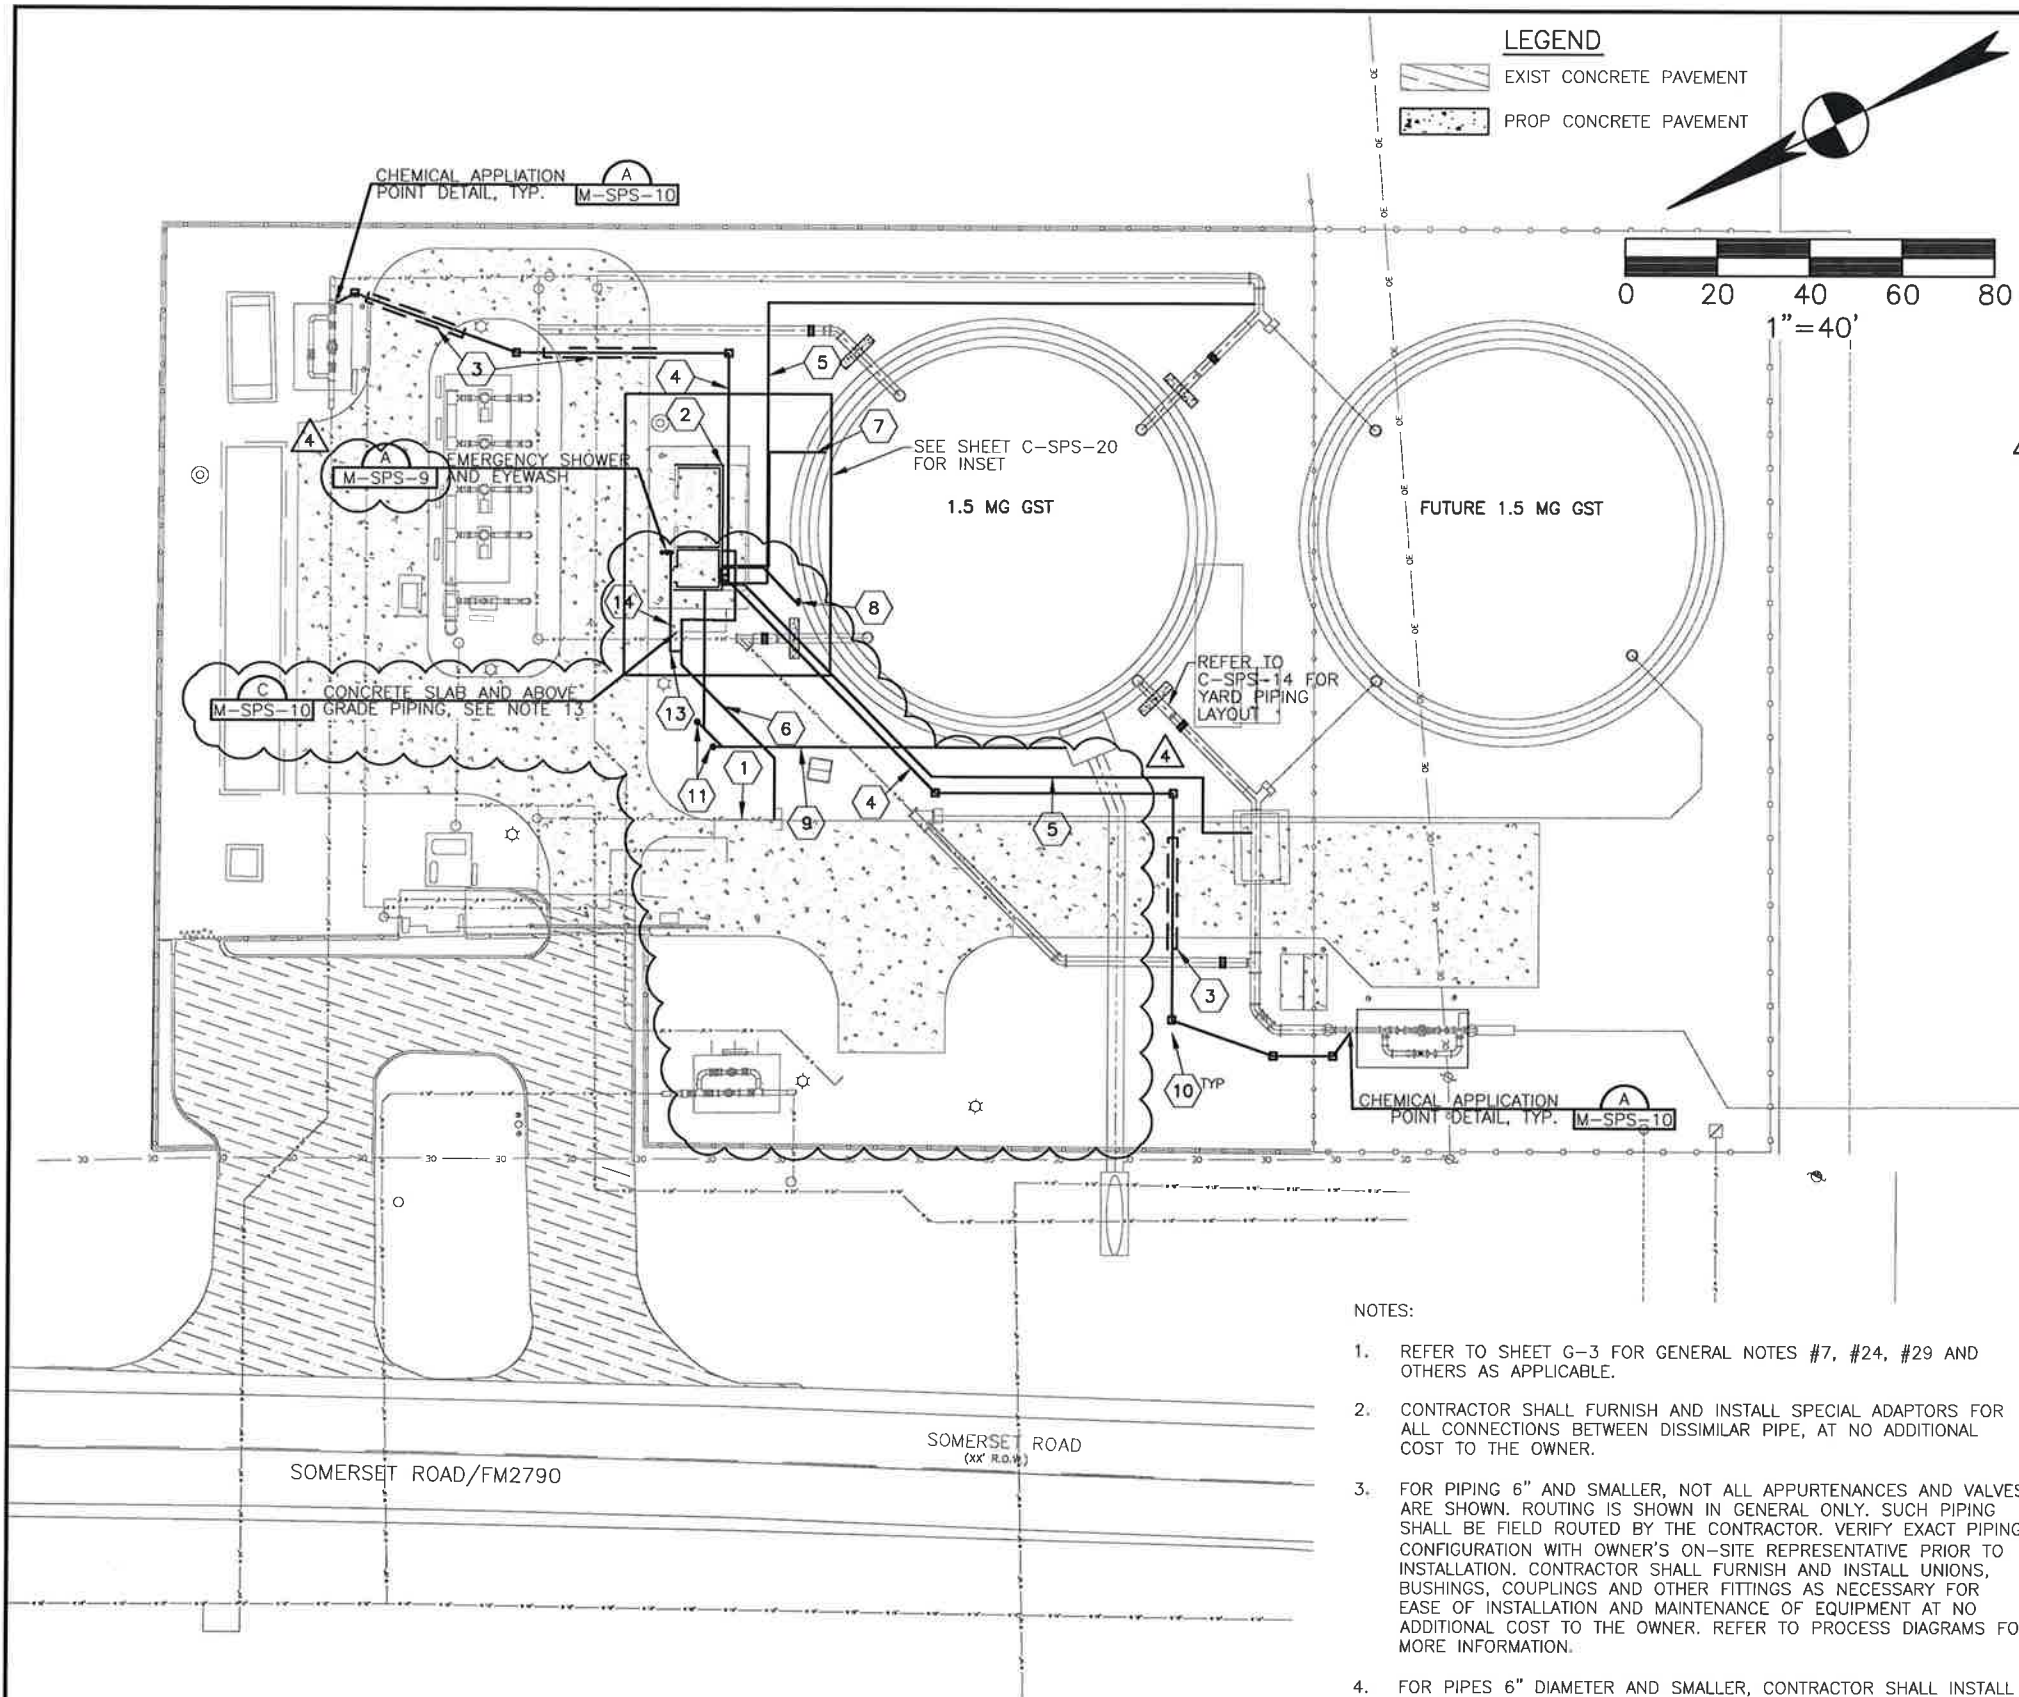 LEGEND
EXIST CONCRETE PAVEMENT
PROP CONCRETE PAVEMENT
0 20 40 60 80
1"=40'
CHEMICAL APPLIATION
POINT DETAIL, TYP.
A
M-SPS-10
3
4
5
2
7
SEE SHEET C-SPS-20
FOR INSET
4
A
M-SPS-9
EMERGENCY SHOWER
AND EYEWASH
1.5 MG GST
FUTURE 1.5 MG GST
14
8
C
M-SPS-10
CONCRETE SLAB AND ABOVE
GRADE PIPING, SEE NOTE 13
REFER TO
C-SPS-14 FOR
YARD PIPING
LAYOUT
13
6
4
1
11
9
4
5
3
10 TYP
CHEMICAL APPLICATION
POINT DETAIL, TYP.
A
M-SPS-10
SOMERSET ROAD
(XX' R.O.W.)
SOMERSET ROAD/FM2790
NOTES:
1. REFER TO SHEET G-3 FOR GENERAL NOTES #7, #24, #29 AND
OTHERS AS APPLICABLE.
2. CONTRACTOR SHALL FURNISH AND INSTALL SPECIAL ADAPTORS FOR
ALL CONNECTIONS BETWEEN DISSIMILAR PIPE, AT NO ADDITIONAL
COST TO THE OWNER.
3. FOR PIPING 6" AND SMALLER, NOT ALL APPURTENANCES AND VALVES
ARE SHOWN. ROUTING IS SHOWN IN GENERAL ONLY. SUCH PIPING
SHALL BE FIELD ROUTED BY THE CONTRACTOR. VERIFY EXACT PIPING
CONFIGURATION WITH OWNER'S ON-SITE REPRESENTATIVE PRIOR TO
INSTALLATION. CONTRACTOR SHALL FURNISH AND INSTALL UNIONS,
BUSHINGS, COUPLINGS AND OTHER FITTINGS AS NECESSARY FOR
EASE OF INSTALLATION AND MAINTENANCE OF EQUIPMENT AT NO
ADDITIONAL COST TO THE OWNER. REFER TO PROCESS DIAGRAMS FO
MORE INFORMATION.
4. FOR PIPES 6" DIAMETER AND SMALLER, CONTRACTOR SHALL INSTALL